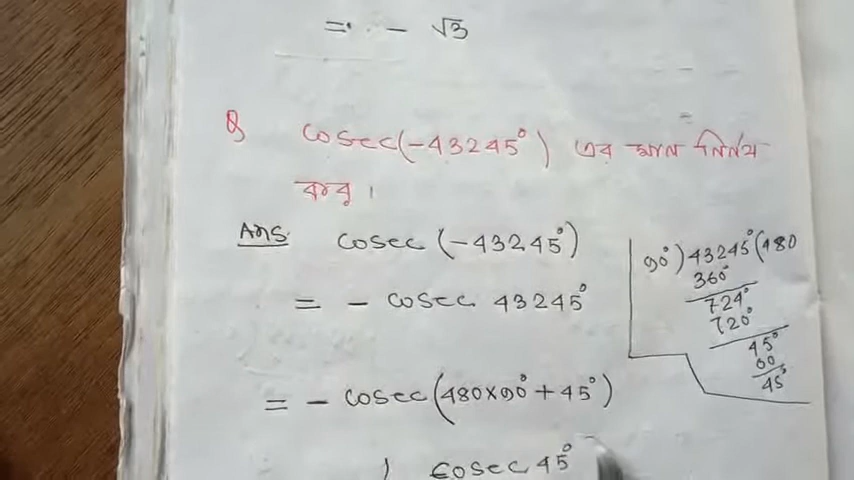 = - √3
Q cosec(-43245°) এর মান নির্ণয়
কর ।
Ans. cosec (-43245°)
= - cosec 43245°
= - cosec (480×90° + 45°)
cosec 45°
90°) 43245° (480
360°
724°
720°
45°
00
45°